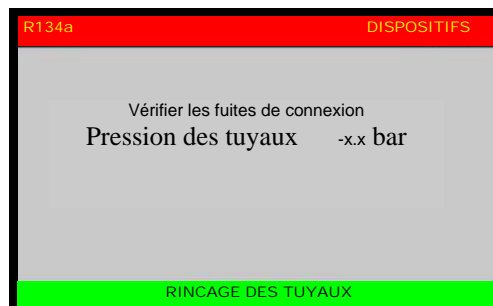 R134a DISPOSITIFS
Vérifier les fuites de connexion
Pression des tuyaux -x.x bar
RINCAGE DES TUYAUX